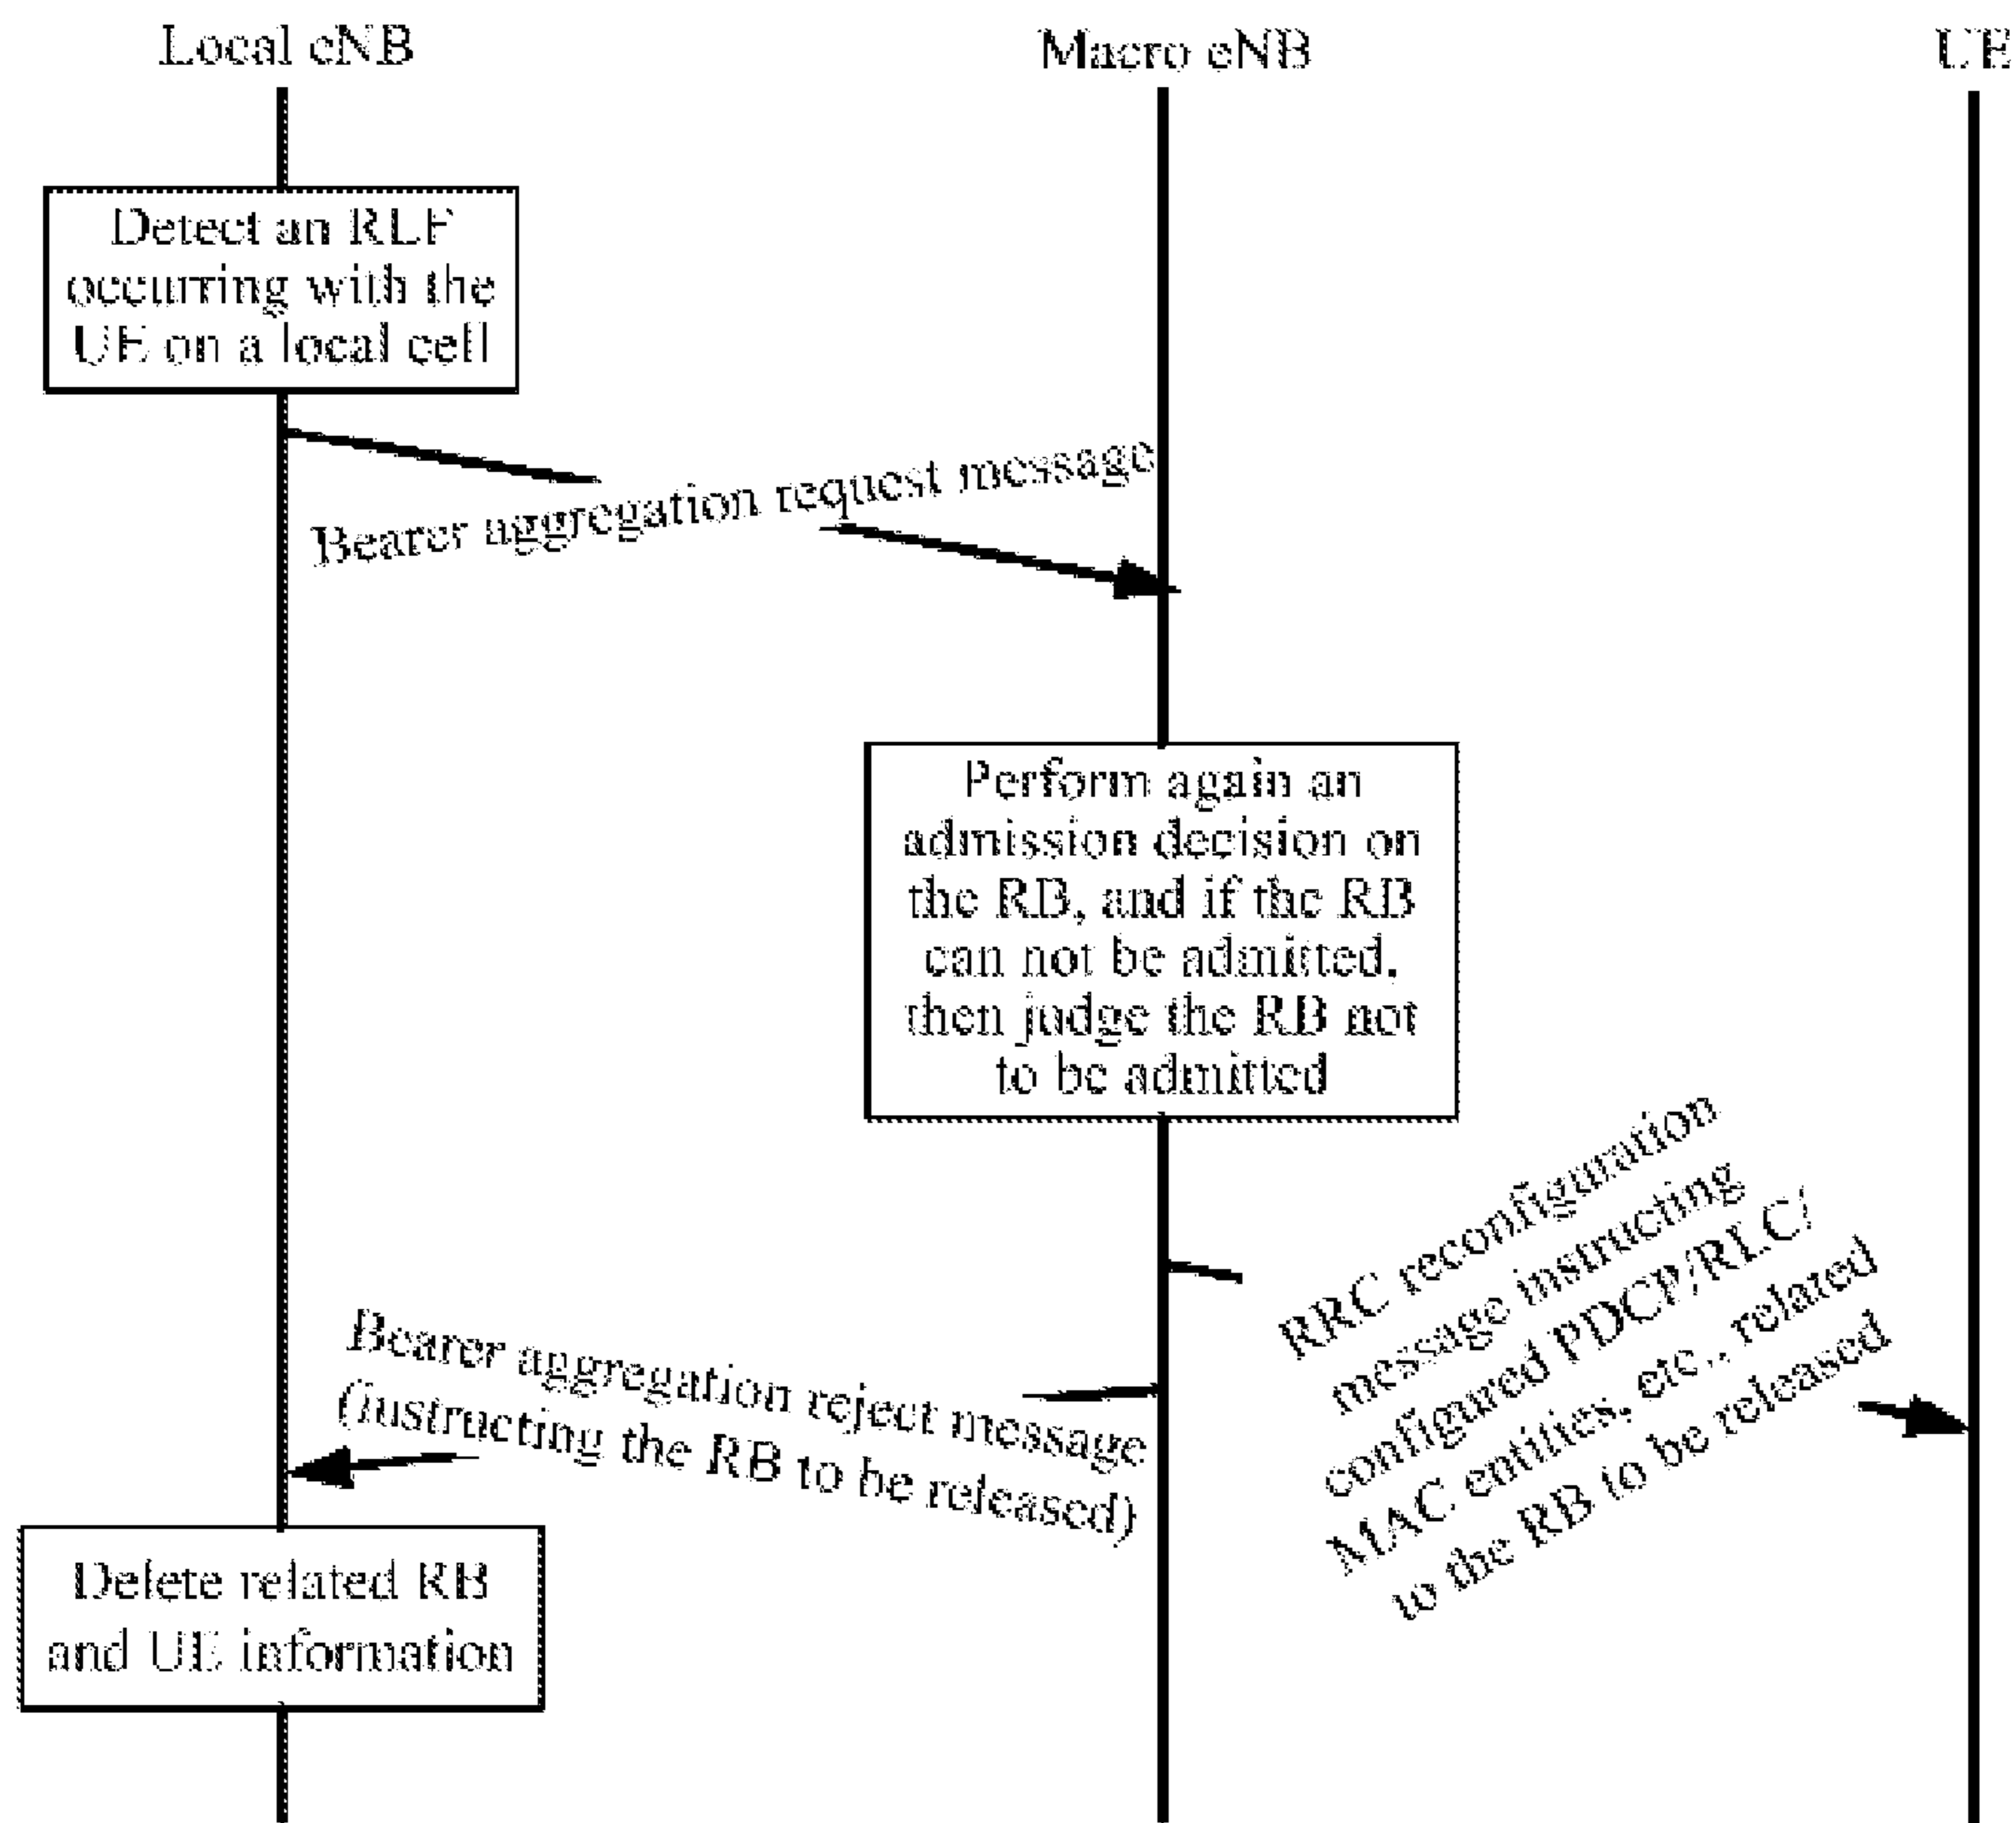 Local eNB
Macro eNB
UE
Detect an RLF
occurring with the
UE on a local cell
Bearer aggregation request message
Perform again an
admission decision on
the RB, and if the RB
can not be admitted,
then judge the RB not
to be admitted
RRC reconfiguration
message instructing
configured PDCP/RLC/
MAC entities, etc., related
to the RB to be released
Bearer aggregation reject message
(instructing the RB to be released)
Delete related RB
and UE information